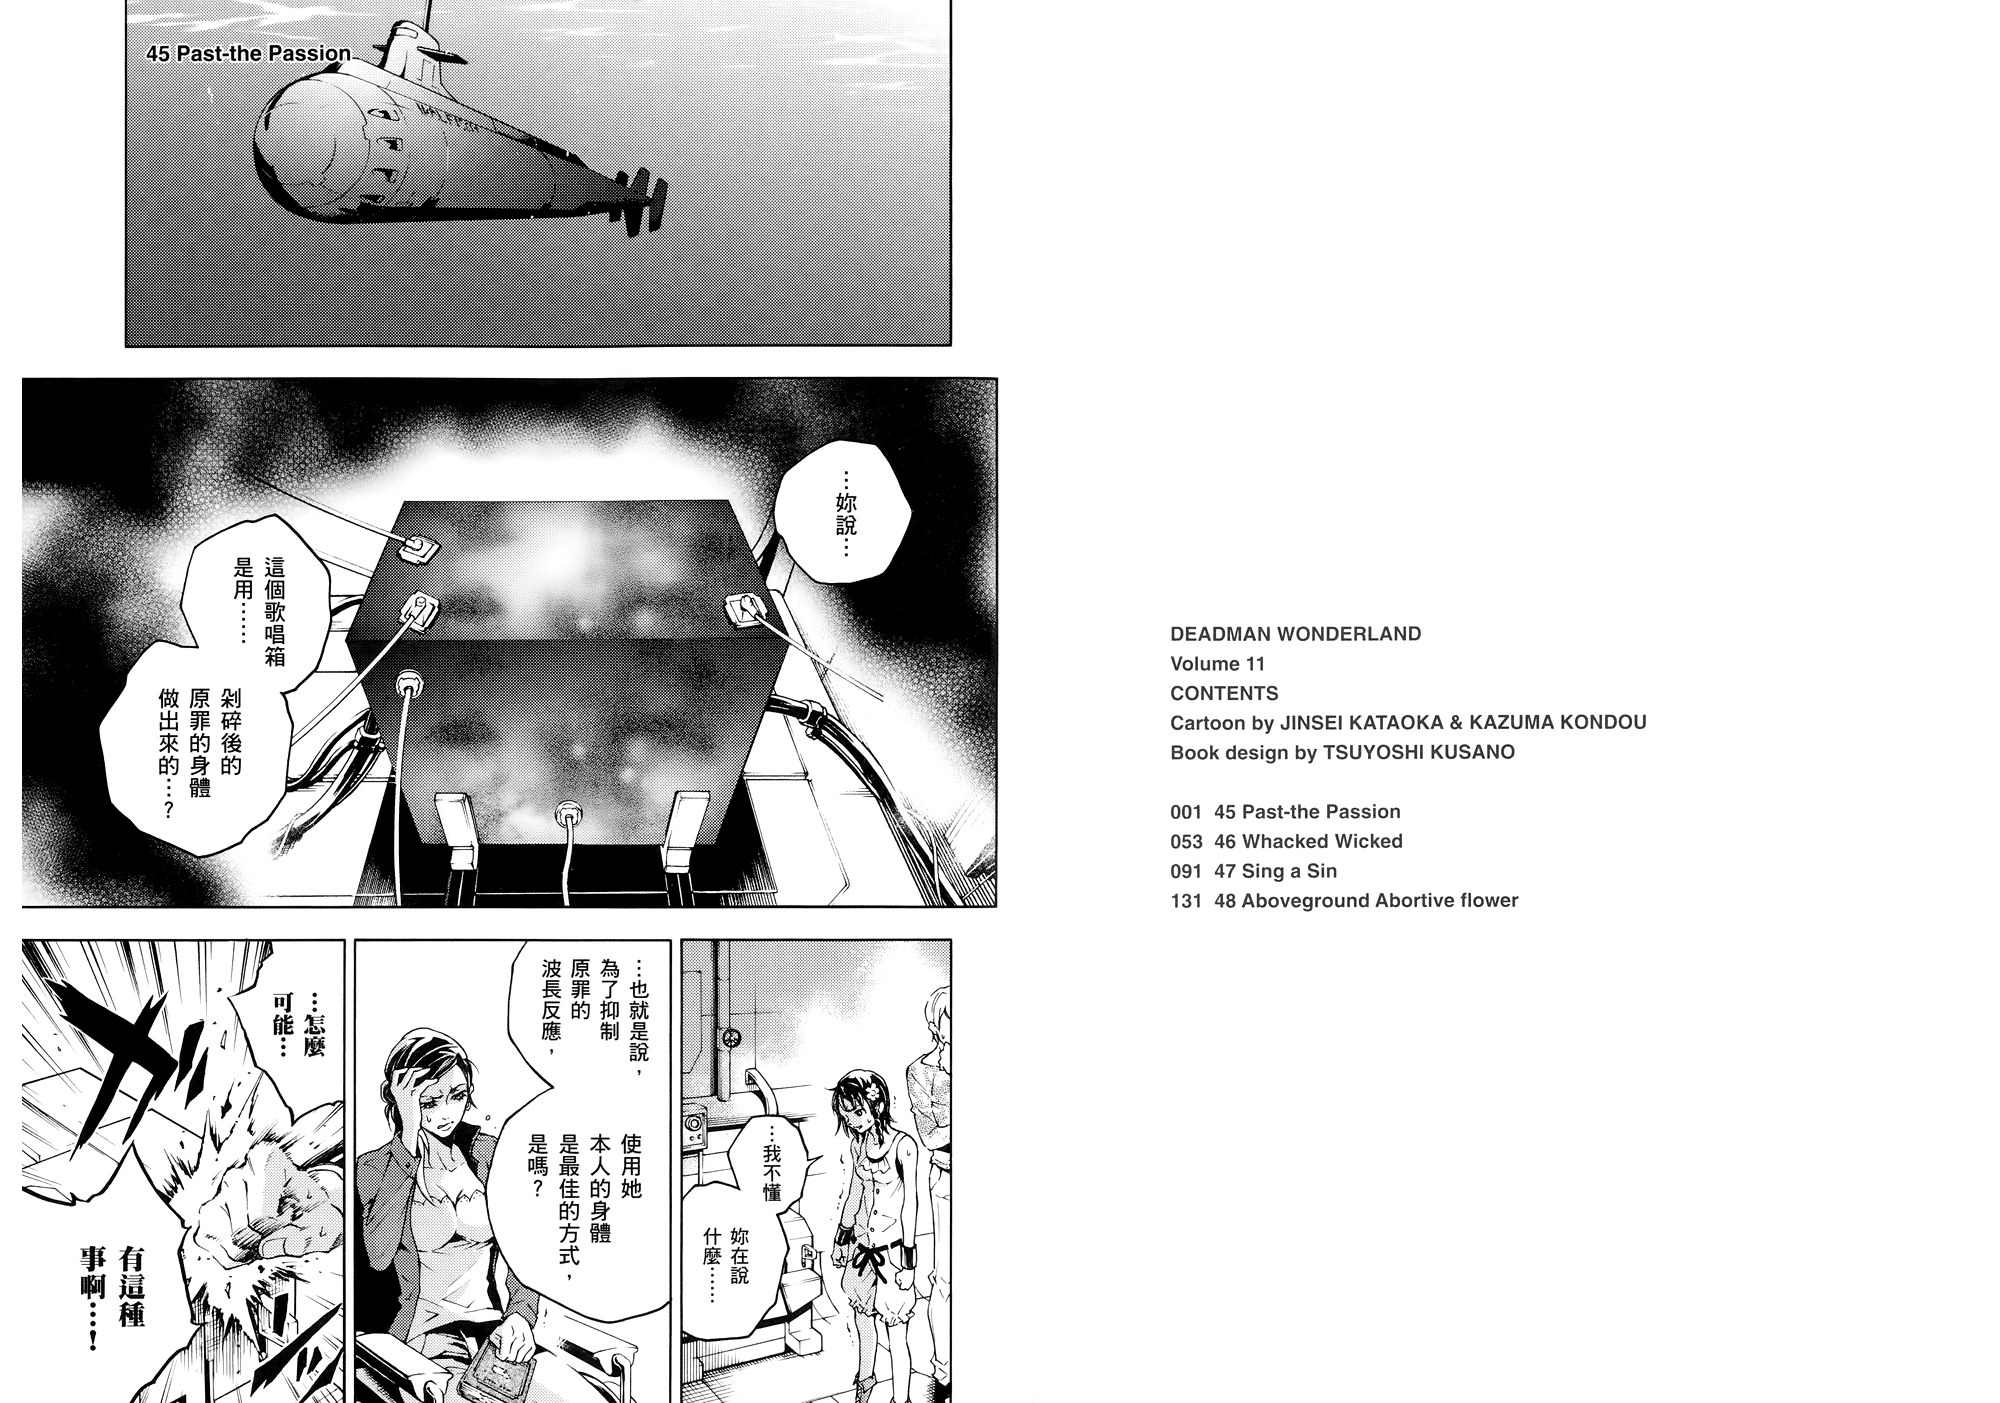 DEADMAN WONDERLAND
Volume 11
CONTENTS
Cartoon by JINSEI KATAOKA & KAZUMA KONDOU
Book design by TSUYOSHI KUSANO
001 45 Past-the Passion
053 46 Whacked Wicked
091 47 Sing a Sin
131 48 Aboveground Abortive flower
45 Past-the Passion
…妳說…
這個歌唱箱
是用……
剁碎後的
原罪的身體
做出來的…?
…我不懂
妳在說
什麼……
…也就是說，
為了抑制
原罪的
波長反應，
使用她
本人的身體
是最佳的方式，
是嗎？
…怎麼
可能…
有這種
事啊…!